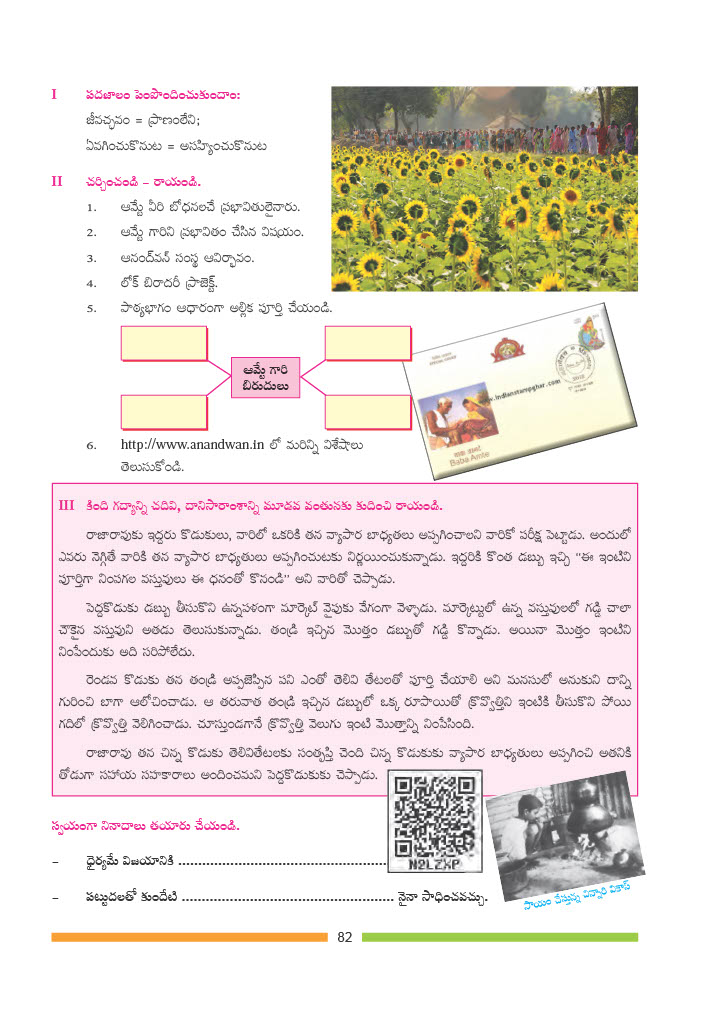 I పదజాలం పెంపొందించుకుందాం:
జీవచ్ఛవం = ప్రాణంలేని;
ఏవగించుకొనుట = అసహ్యించుకొనుట
II చర్చించండి – రాయండి.
1. ఆమ్టే వీరి బోధనలచే ప్రభావితులైనారు.
2. ఆమ్టే గారిని ప్రభావితం చేసిన విషయం.
3. ఆనంద్‌వన్ సంస్థ ఆవిర్భావం.
4. లోక్ బిరాదరీ ప్రాజెక్ట్.
5. పాఠ్యభాగం ఆధారంగా అల్లిక పూర్తి చేయండి.
ఆమ్టే గారి
బిరుదులు
www.indianstampghar.com
बाबा आमटे
Baba Amte
6. http://www.anandwan.in లో మరిన్ని విశేషాలు
తెలుసుకోండి.
III కింది గద్యాన్ని చదివి, దానిసారాంశాన్ని మూడవ వంతునకు కుదించి రాయండి.
రాజారావుకు ఇద్దరు కొడుకులు, వారిలో ఒకరికి తన వ్యాపార బాధ్యతలు అప్పగించాలని వారికో పరీక్ష పెట్టాడు. అందులో
ఎవరు నెగ్గితే వారికి తన వ్యాపార బాధ్యతులు అప్పగించుటకు నిర్ణయించుకున్నాడు. ఇద్దరికి కొంత డబ్బు ఇచ్చి “ఈ ఇంటిని
పూర్తిగా నింపగల వస్తువులు ఈ ధనంతో కొనండి” అని వారితో చెప్పాడు.
పెద్దకొడుకు డబ్బు తీసుకొని ఉన్నపళంగా మార్కెట్ వైపుకు వేగంగా వెళ్ళాడు. మార్కెట్టులో ఉన్న వస్తువులలో గడ్డి చాలా
చౌకైన వస్తువుని అతడు తెలుసుకున్నాడు. తండ్రి ఇచ్చిన మొత్తం డబ్బుతో గడ్డి కొన్నాడు. అయినా మొత్తం ఇంటిని
నింపేందుకు అది సరిపోలేదు.
రెండవ కొడుకు తన తండ్రి అప్పజెప్పిన పని ఎంతో తెలివి తేటలతో పూర్తి చేయాలి అని మనసులో అనుకుని దాన్ని
గురించి బాగా ఆలోచించాడు. ఆ తరువాత తండ్రి ఇచ్చిన డబ్బులో ఒక్క రూపాయితో క్రొవ్వొత్తిని ఇంటికి తీసుకొని పోయి
గదిలో క్రొవ్వొత్తి వెలిగించాడు. చూస్తుండగానే క్రొవ్వొత్తి వెలుగు ఇంటి మొత్తాన్ని నింపేసింది.
రాజారావు తన చిన్న కొడుకు తెలివితేటలకు సంతృప్తి చెంది చిన్న కొడుకుకు వ్యాపార బాధ్యతులు అప్పగించి అతనికి
తోడుగా సహాయ సహకారాలు అందించమని పెద్దకొడుకుకు చెప్పాడు.
N2LZXP
స్వయంగా నినాదాలు తయారు చేయండి.
– ధైర్యమే విజయానికి ....................................................
– పట్టుదలతో కుందేటి ..................................................... నైనా సాధించవచ్చు.
సాయం చేస్తున్న చిన్నారి వికాస్
82